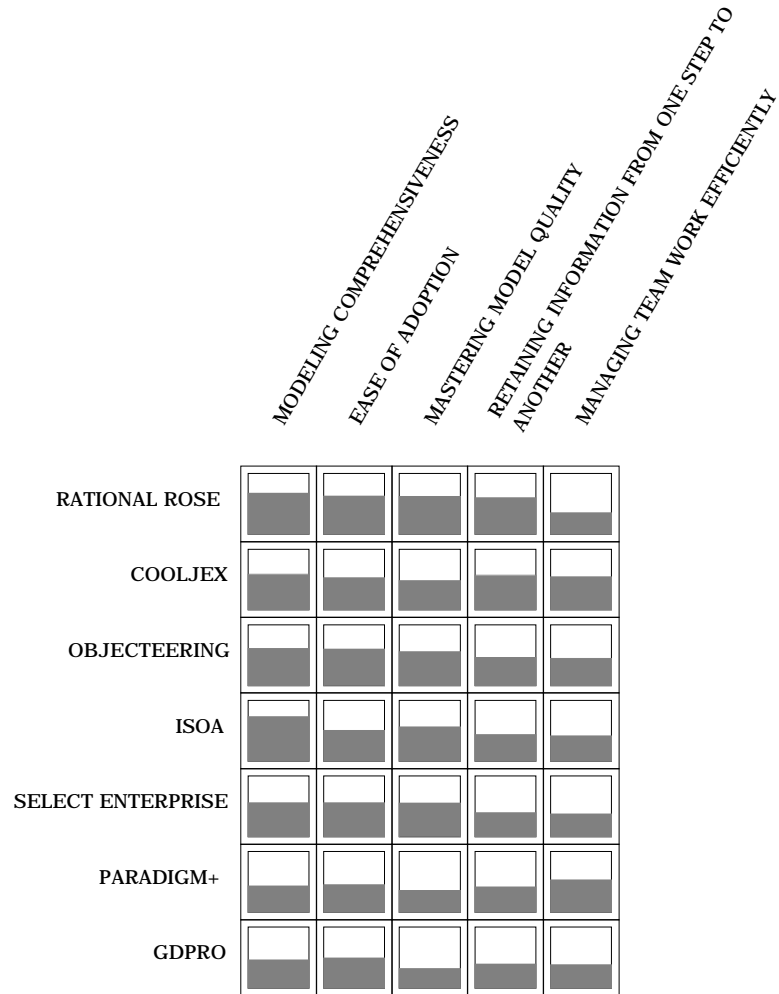 MODELING COMPREHENSIVENESS
EASE OF ADOPTION
MASTERING MODEL QUALITY
RETAINING INFORMATION FROM ONE STEP TO
ANOTHER
MANAGING TEAM WORK EFFICIENTLY
RATIONAL ROSE
COOLJEX
OBJECTEERING
ISOA
SELECT ENTERPRISE
PARADIGM+
GDPRO